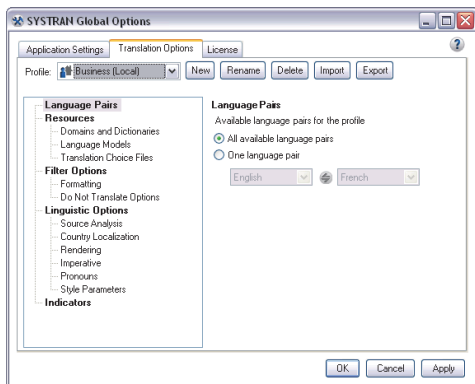 SYSTRAN Global Options
Application Settings
Translation Options
License
Profile:
Business (Local)
New
Rename
Delete
Import
Export
Language Pairs
Resources
Domains and Dictionaries
Language Models
Translation Choice Files
Filter Options
Formatting
Do Not Translate Options
Linguistic Options
Source Analysis
Country Localization
Rendering
Imperative
Pronouns
Style Parameters
Indicators
Language Pairs
Available language pairs for the profile
All available language pairs
One language pair
English
French
OK
Cancel
Apply